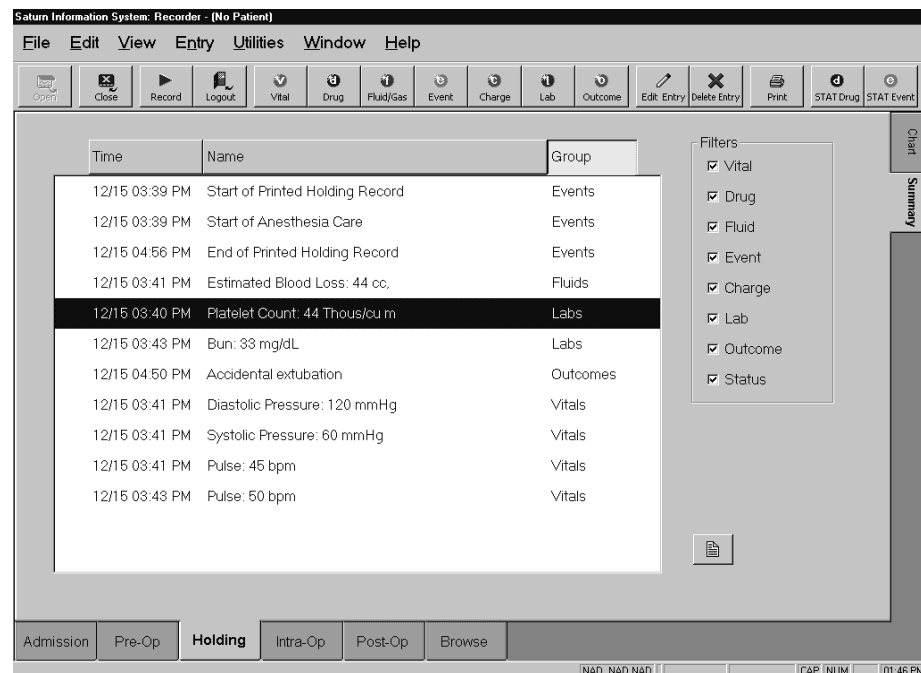 Saturn Information System: Recorder - (No Patient)
File Edit View Entry Utilities Window Help
Open Close Record Logout Vital Drug Fluid/Gas Event Charge Lab Outcome Edit Entry Delete Entry Print STAT Drug STAT Event
Chart
Summary
Time Name Group
12/15 03:39 PM Start of Printed Holding Record Events
12/15 03:39 PM Start of Anesthesia Care Events
12/15 04:56 PM End of Printed Holding Record Events
12/15 03:41 PM Estimated Blood Loss: 44 cc, Fluids
12/15 03:40 PM Platelet Count: 44 Thous/cu m Labs
12/15 03:43 PM Bun: 33 mg/dL Labs
12/15 04:50 PM Accidental extubation Outcomes
12/15 03:41 PM Diastolic Pressure: 120 mmHg Vitals
12/15 03:41 PM Systolic Pressure: 60 mmHg Vitals
12/15 03:41 PM Pulse: 45 bpm Vitals
12/15 03:43 PM Pulse: 50 bpm Vitals
Filters
Vital
Drug
Fluid
Event
Charge
Lab
Outcome
Status
Admission Pre-Op Holding Intra-Op Post-Op Browse
NAD, NAD NAD CAP NUM 01:46 PM